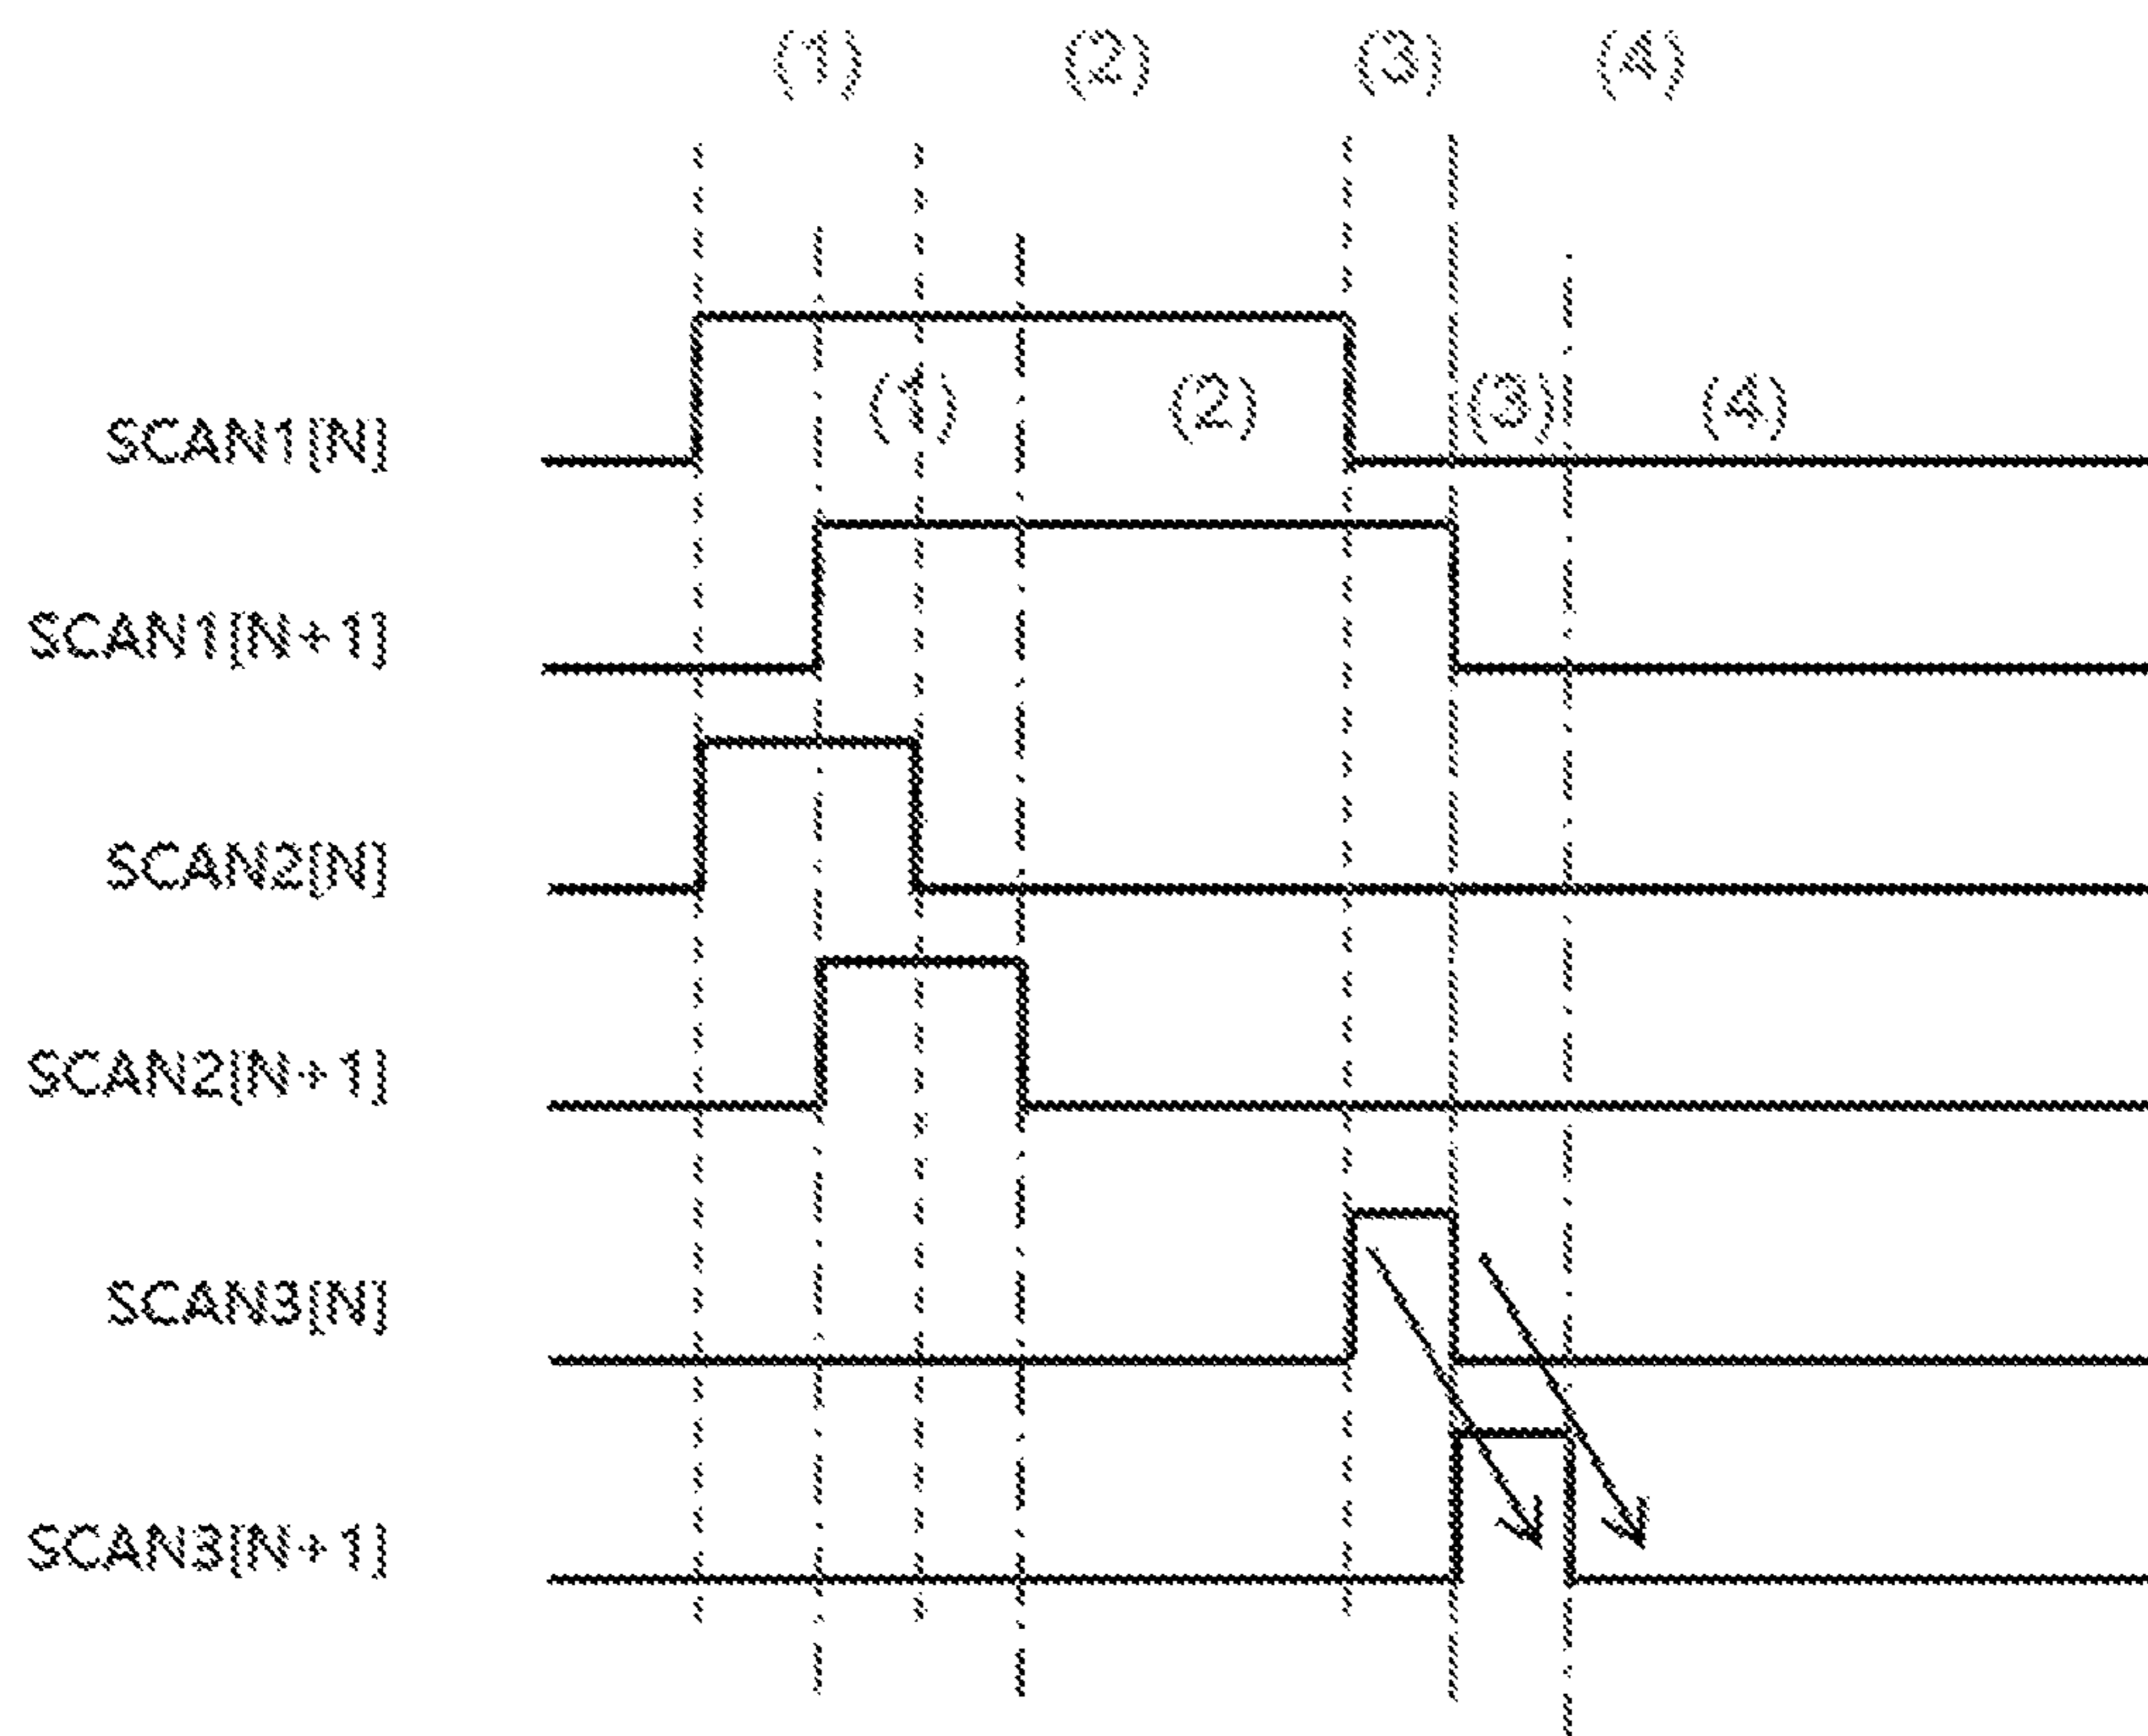 (1) (2) (3) (4)
SCAN1[N]
(1) (2) (3) (4)
SCAN1[N+1]
SCAN2[N]
SCAN2[N+1]
SCAN3[N]
SCAN3[N+1]